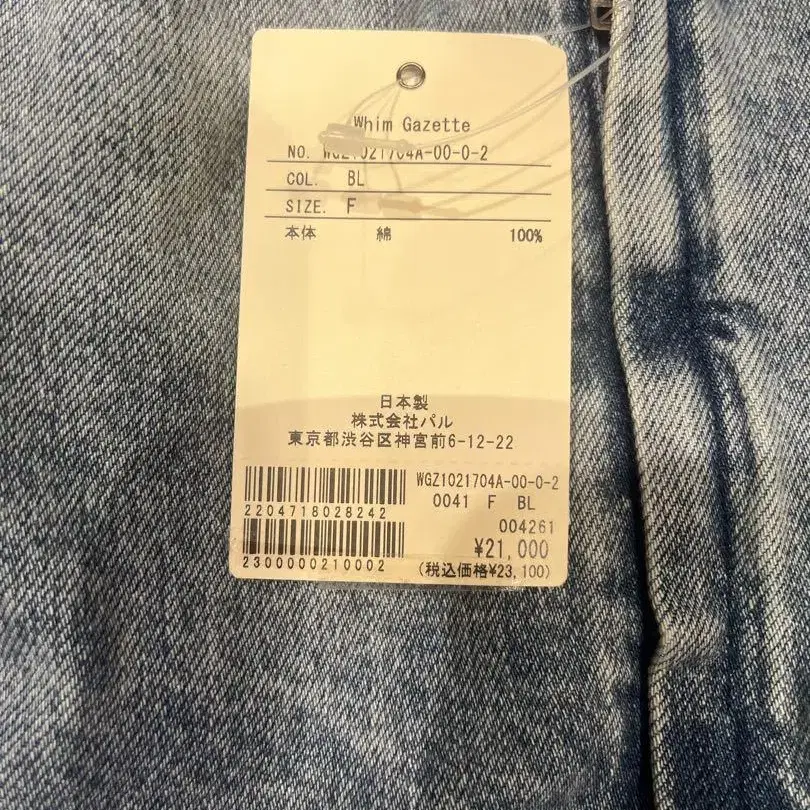 Whim Gazette
NO. WGZ1021704A-00-0-2
COL. BL
SIZE. F
本体 綿 100%
日本製
株式会社パル
東京都渋谷区神宮前6-12-22
WGZ1021704A-00-0-2
2204718028242
0041 F BL
004261
¥21,000
2300000210002
(税込価格¥23,100)